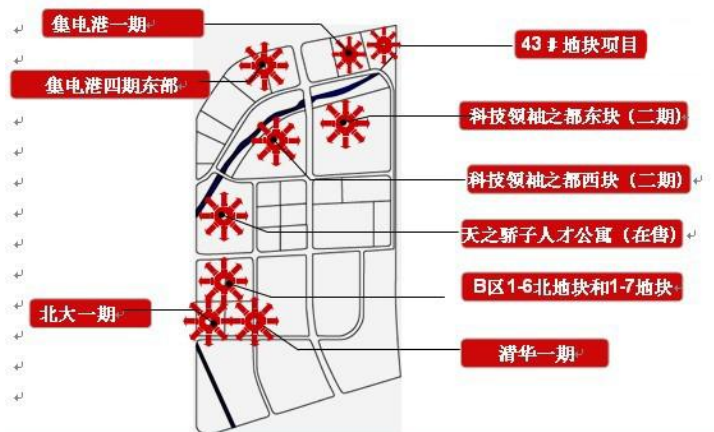 集电港一期
43#地块项目
集电港四期东部
科技领袖之都东块（二期）
科技领袖之都西块（二期）
天之骄子人才公寓（在售）
B区1-6北地块和1-7地块
北大一期
清华一期